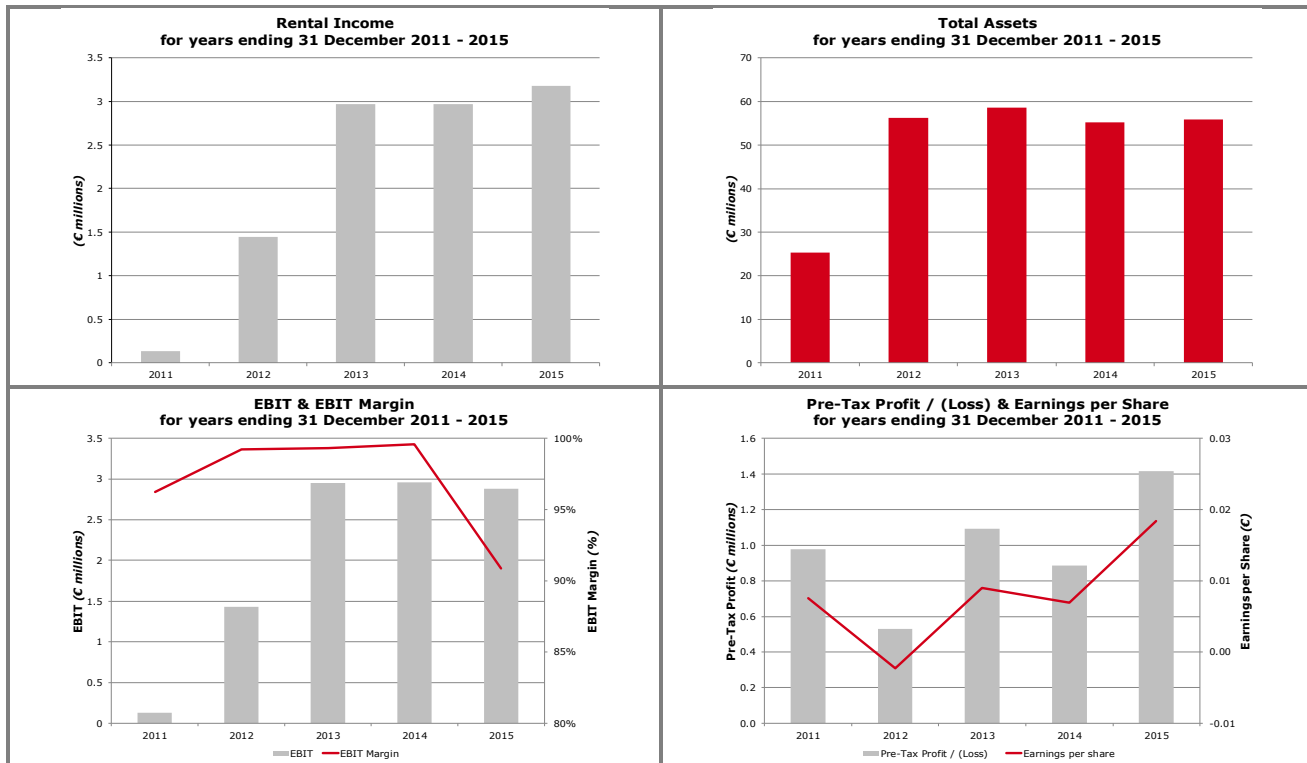 Rental Income
for years ending 31 December 2011 - 2015
3.5
3
2.5
2
1.5
1
0.5
0
(€ millions)
2011 2012 2013 2014 2015
Total Assets
for years ending 31 December 2011 - 2015
70
60
50
40
30
20
10
0
(€ millions)
2011 2012 2013 2014 2015
EBIT & EBIT Margin
for years ending 31 December 2011 - 2015
3.5
3
2.5
2
1.5
1
0.5
0
EBIT (€ millions)
100%
95%
90%
85%
80%
EBIT Margin (%)
2011 2012 2013 2014 2015
EBIT EBIT Margin
Pre-Tax Profit / (Loss) & Earnings per Share
for years ending 31 December 2011 - 2015
1.6
1.4
1.2
1.0
0.8
0.6
0.4
0.2
0.0
Pre-Tax Profit (€ millions)
0.03
0.02
0.01
0.00
-0.01
Earnings per Share (€)
2011 2012 2013 2014 2015
Pre-Tax Profit / (Loss) Earnings per share